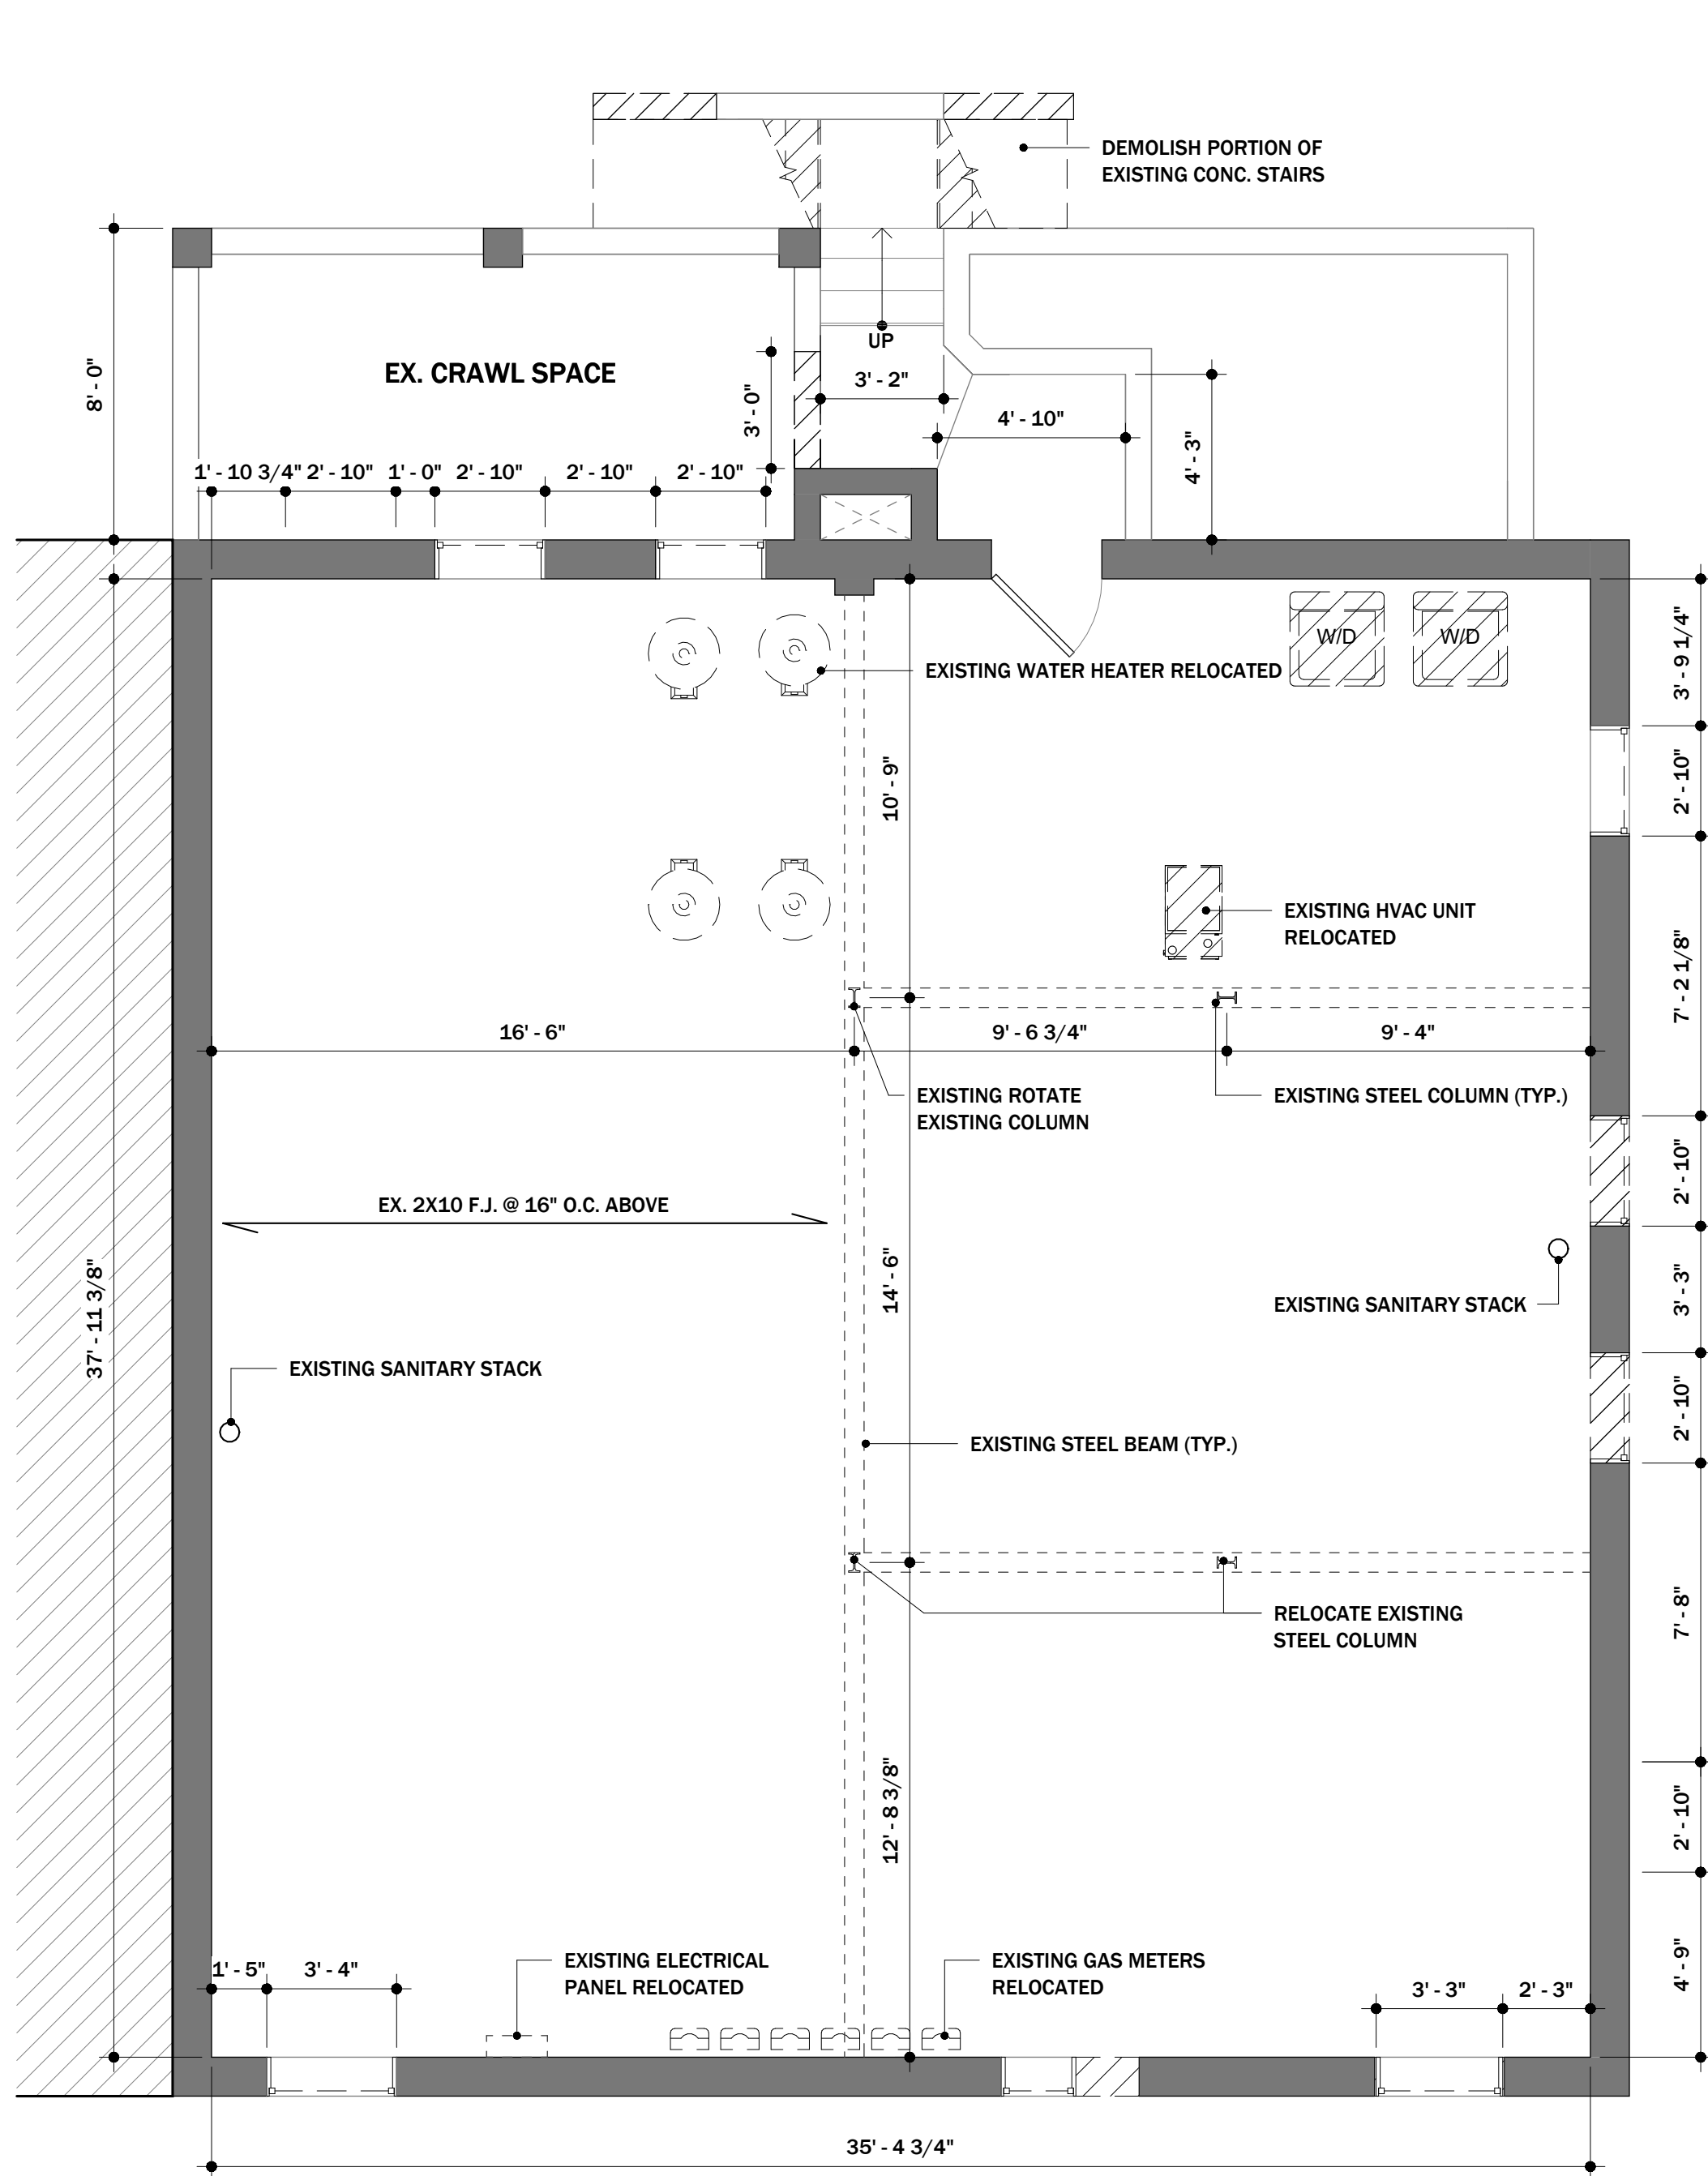 DEMOLISH PORTION OF
EXISTING CONC. STAIRS
8' - 0"
EX. CRAWL SPACE
UP
3' - 2"
3' - 0"
4' - 10"
4' - 3"
1' - 10 3/4" 2' - 10" 1' - 0" 2' - 10" 2' - 10" 2' - 10"
W/D W/D
EXISTING WATER HEATER RELOCATED
3' - 9 1/4"
10' - 9"
2' - 10"
EXISTING HVAC UNIT
RELOCATED
7' - 2 1/8"
16' - 6" 9' - 6 3/4" 9' - 4"
EXISTING ROTATE
EXISTING COLUMN
EXISTING STEEL COLUMN (TYP.)
2' - 10"
EX. 2X10 F.J. @ 16" O.C. ABOVE
14' - 6"
3' - 3"
EXISTING SANITARY STACK
37' - 11 3/8"
EXISTING SANITARY STACK
2' - 10"
EXISTING STEEL BEAM (TYP.)
RELOCATE EXISTING
STEEL COLUMN
7' - 8"
12' - 8 3/8"
2' - 10"
EXISTING ELECTRICAL
PANEL RELOCATED
EXISTING GAS METERS
RELOCATED
4' - 9"
1' - 5" 3' - 4"
3' - 3" 2' - 3"
35' - 4 3/4"